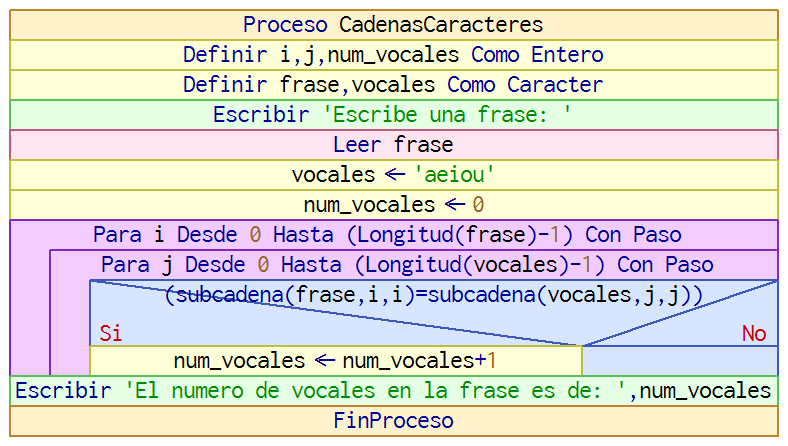 Proceso CadenasCaracteres
Definir i,j,num_vocales Como Entero
Definir frase,vocales Como Caracter
Escribir 'Escribe una frase: '
Leer frase
vocales ← 'aeiou'
num_vocales ← 0
Para i Desde 0 Hasta (Longitud(frase)-1) Con Paso
Para j Desde 0 Hasta (Longitud(vocales)-1) Con Paso
(subcadena(frase,i,i)=subcadena(vocales,j,j))
Si No
num_vocales ← num_vocales+1
Escribir 'El numero de vocales en la frase es de: ',num_vocales
FinProceso